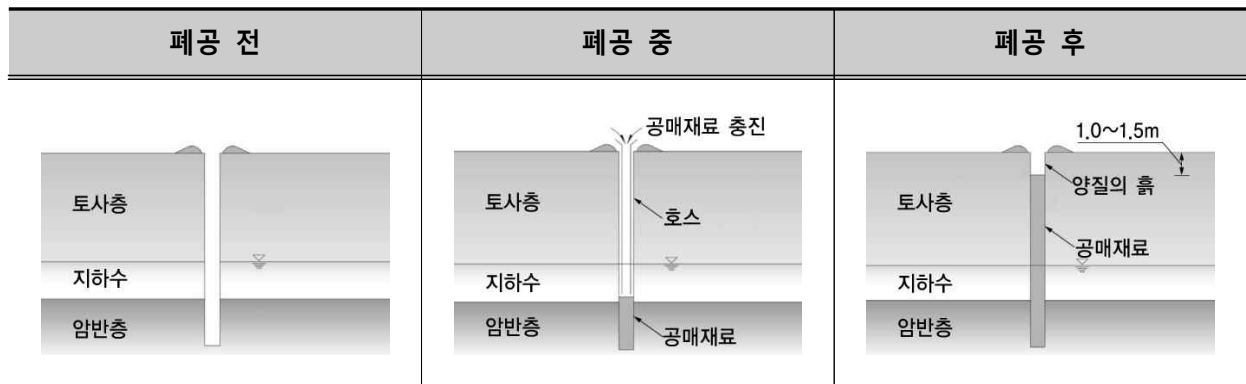 폐공 전
폐공 중
폐공 후
토사층
지하수
암반층
공매재료 충진
토사층
호스
지하수
암반층
공매재료
1.0~1.5m
양질의 흙
토사층
공매재료
지하수
암반층